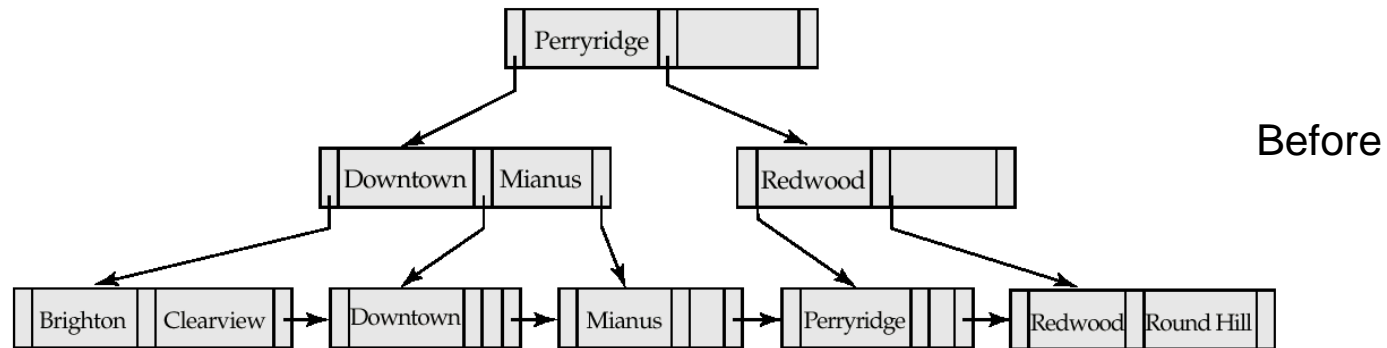 Perryridge
Before
Downtown Mianus Redwood
Brighton Clearview Downtown Mianus Perryridge Redwood Round Hill